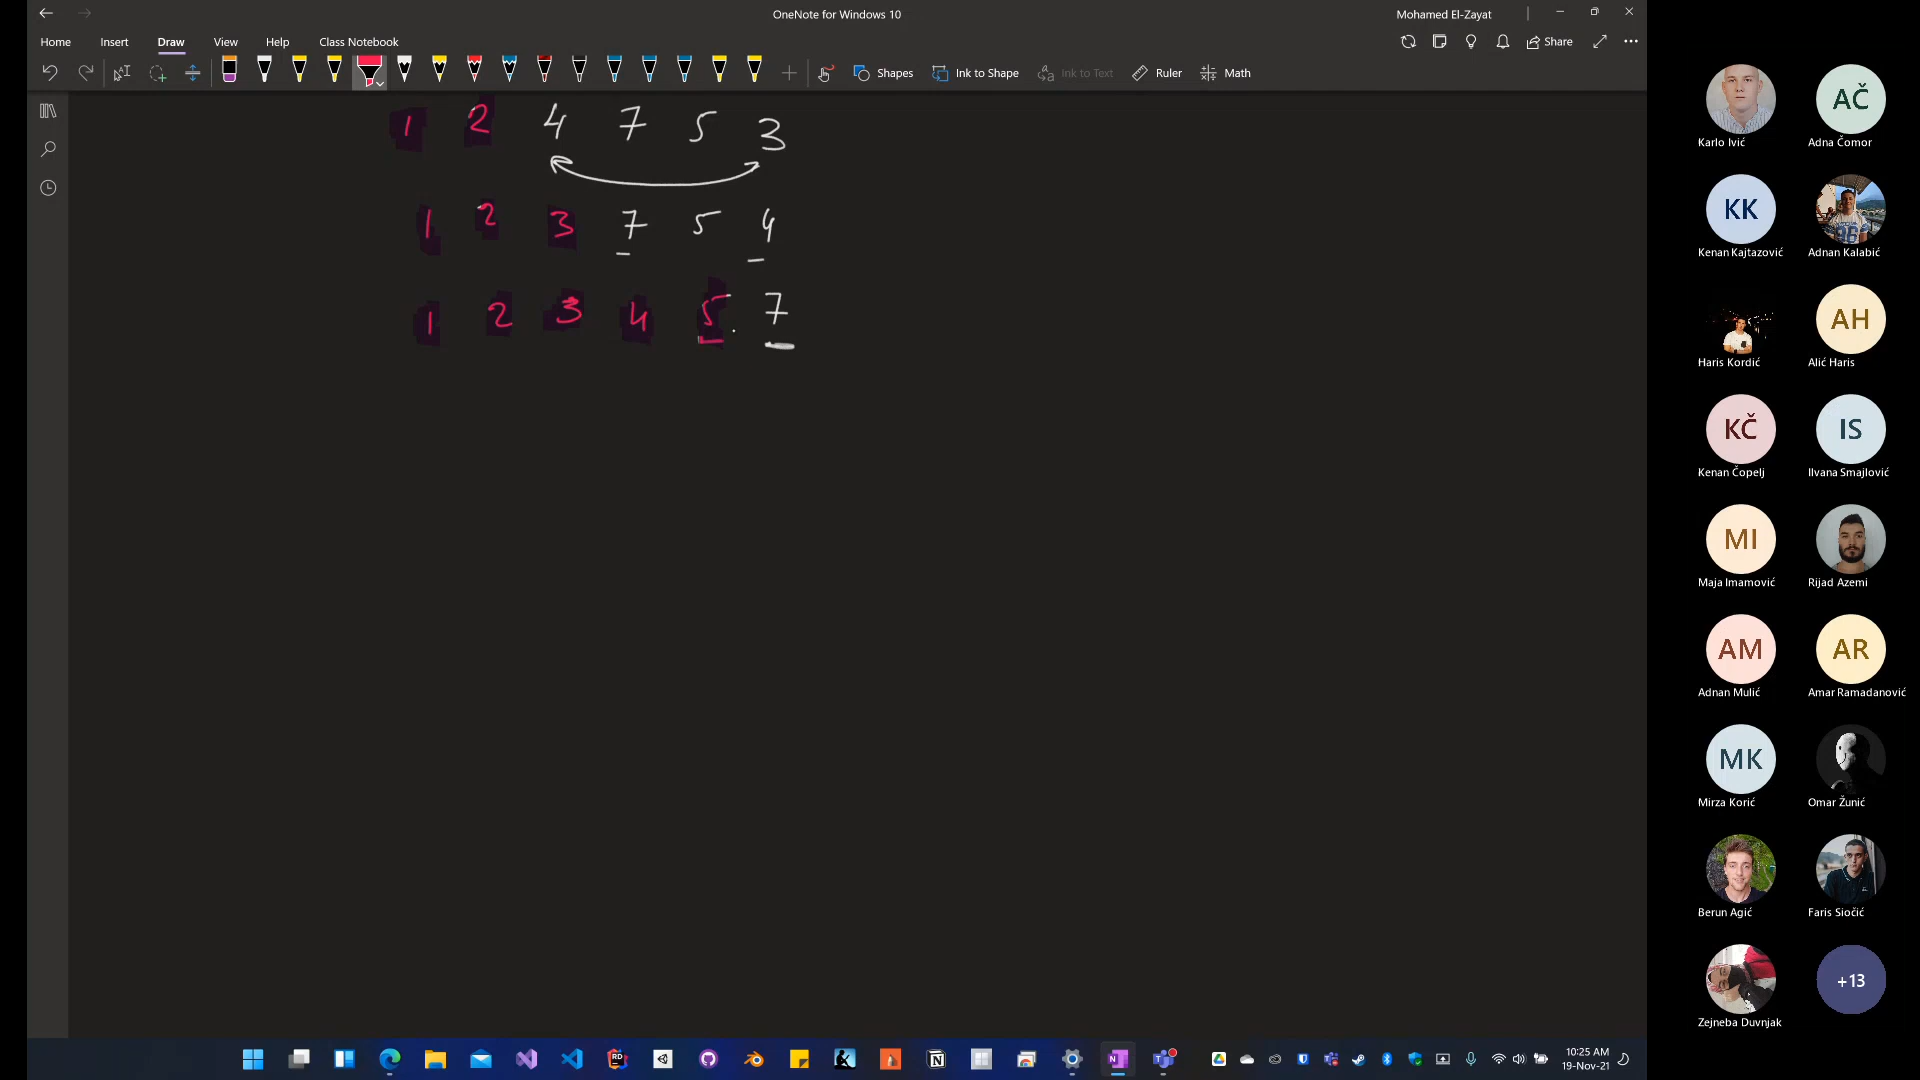 OneNote for Windows 10
Mohamed El-Zayat
Home Insert Draw View Help Class Notebook
Share
Shapes Ink to Shape Ink to Text Ruler Math
1 2 4 7 5 3
1 2 3 7 5 4
1 2 3 4 5 7
AČ
Karlo Ivić Adna Čomor
KK
Kenan Kajtazović Adnan Kalabić
AH
Haris Kordić Alić Haris
KČ IS
Kenan Čopelj Ilvana Smajlović
MI
Maja Imamović Rijad Azemi
AM AR
Adnan Mulić Amar Ramadanović
MK
Mirza Korić Omar Žunić
Berun Agić Faris Siočić
+13
Zejneba Duvnjak
10:25 AM
19-Nov-21